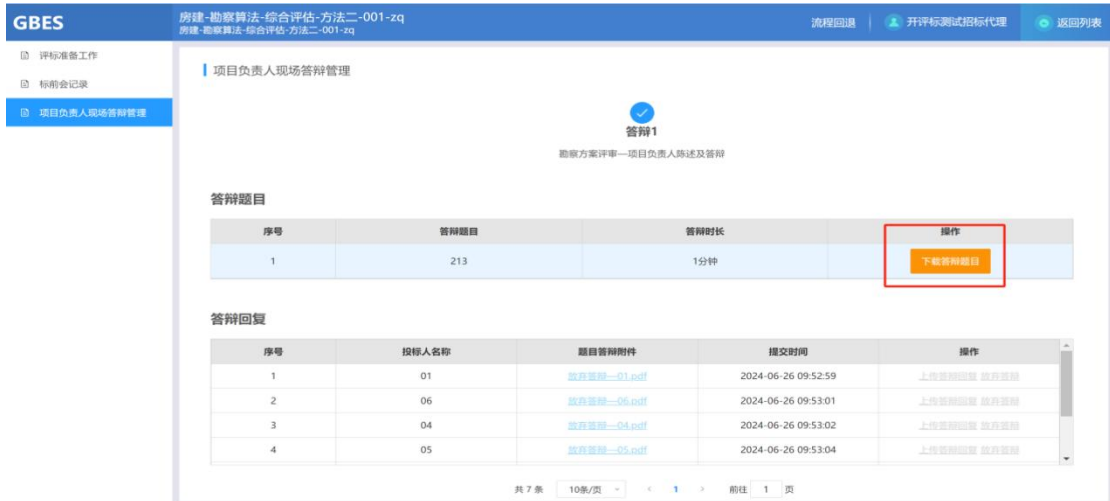 GBES
房建-勘察算法-综合评估-方法二-001-zq
房建-勘察算法-综合评估-方法二-001-zq
流程回退
开评标测试招标代理
返回列表
评标准备工作
标前会记录
项目负责人现场答辩管理
项目负责人现场答辩管理
答辩1
勘察方案评审—项目负责人陈述及答辩
答辩题目
序号 答辩题目 答辩时长 操作
1 213 1分钟 下载答辩题目
答辩回复
序号 投标人名称 题目答辩附件 提交时间 操作
1 01 放弃答辩—01.pdf 2024-06-26 09:52:59 上传答辩回复 放弃答辩
2 06 放弃答辩—06.pdf 2024-06-26 09:53:01 上传答辩回复 放弃答辩
3 04 放弃答辩—04.pdf 2024-06-26 09:53:02 上传答辩回复 放弃答辩
4 05 放弃答辩—05.pdf 2024-06-26 09:53:04 上传答辩回复 放弃答辩
共 7 条 10条/页 < 1 > 前往 1 页